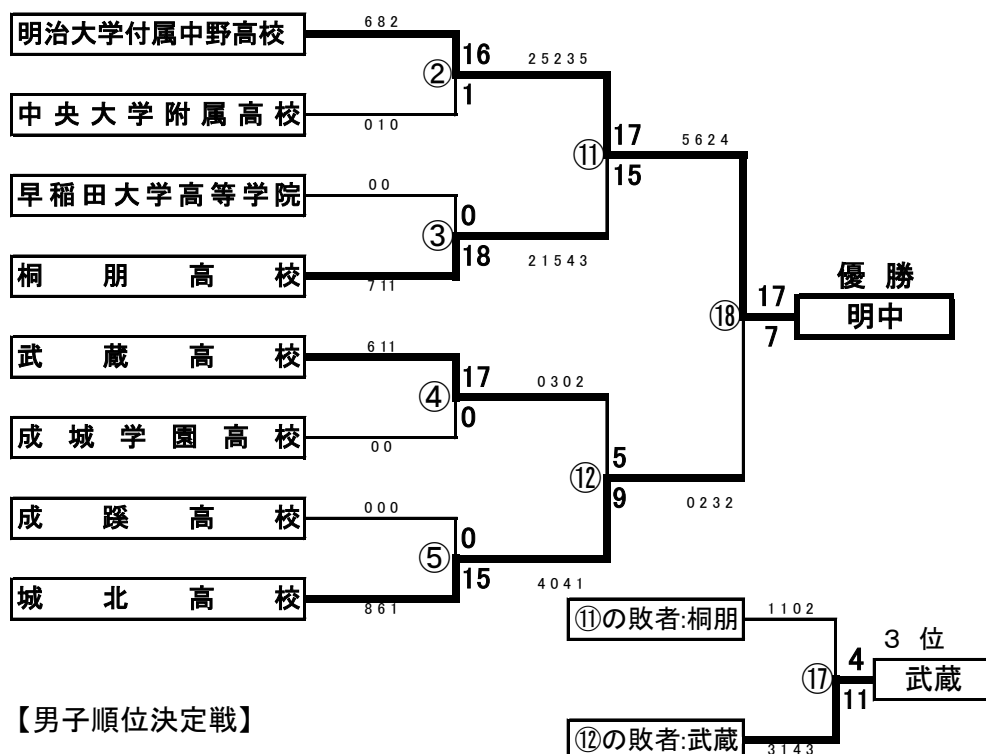 682
明治大学付属中野高校
16
25235
②
1
中央大学附属高校
010
17
5624
⑪
15
早稲田大学高等学院
00
0
③
18
21543
桐朋高校
711
優勝
17
明中
⑱
7
武蔵高校
611
17
0302
④
0
成城学園高校
00
5
⑫
9
0232
成蹊高校
000
0
⑤
15
4041
城北高校
861
⑪の敗者:桐朋
1102
3位
4
武蔵
⑰
11
【男子順位決定戦】
⑫の敗者:武蔵
3143